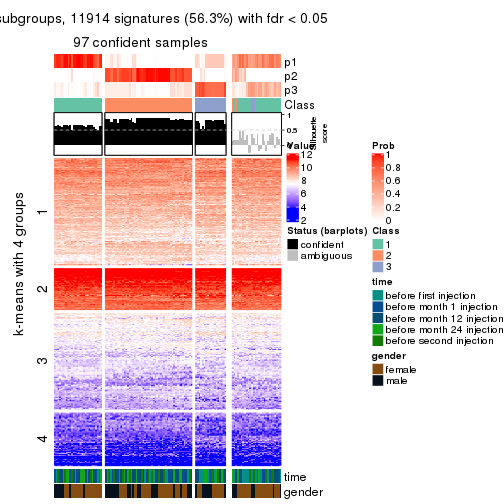 subgroups, 11914 signatures (56.3%) with fdr < 0.05
97 confident samples
p1
p2
p3
Class
1
0.5
0
Silhouette
score
k-means with 4 groups
1
2
3
4
time
gender
Value
12
10
8
6
4
2
Prob
1
0.8
0.6
0.4
0.2
0
Status (barplots)
confident
ambiguous
Class
1
2
3
time
before first injection
before month 1 injection
before month 12 injection
before month 24 injection
before second injection
gender
female
male